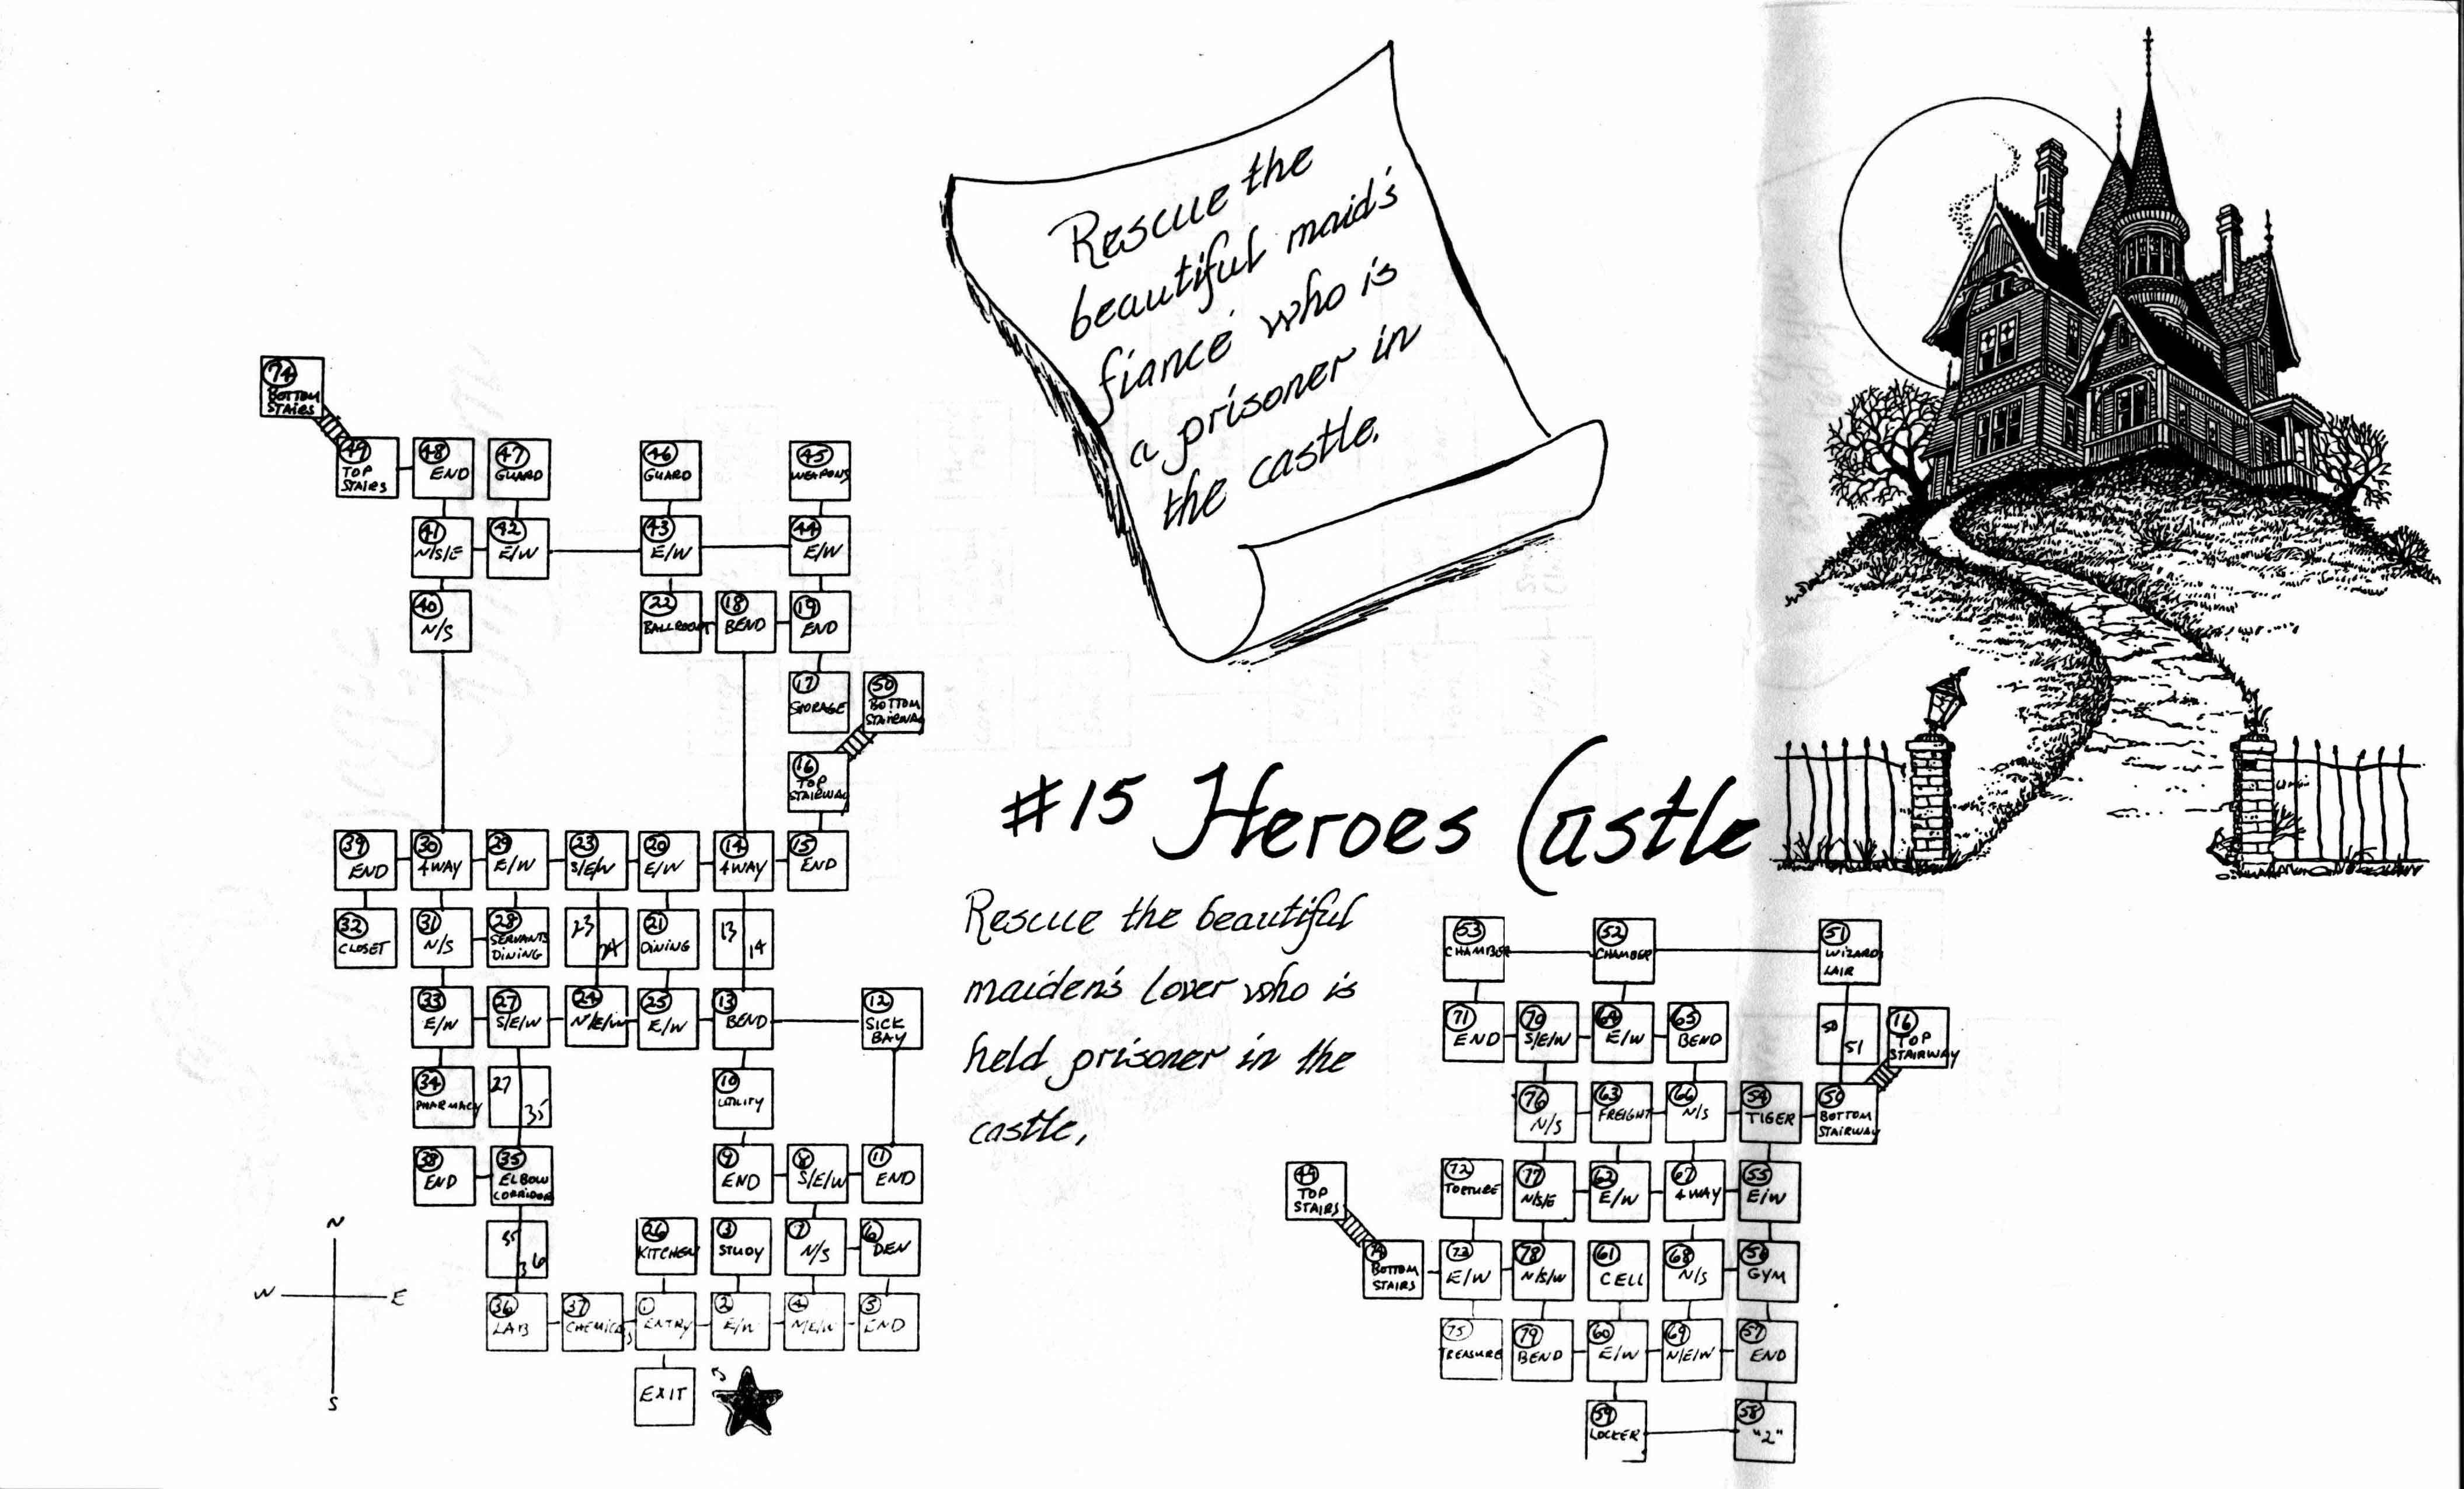 Rescue the
beautiful maid's
fiancé who is
a prisoner in
the castle.
#15 Heroes Castle
Rescue the beautiful
maiden's lover who is
held prisoner in the
castle,
74 BOTTOM STAIRS
49 TOP STAIRS
48 END
47 GUARD
46 GUARD
45 WEAPONS
41 N/S/E
42 E/W
43 E/W
44 E/W
40 N/S
22 BALLROOM
18 BEND
19 END
17 STORAGE
50 BOTTOM STAIRWAY
16 TOP STAIRWAY
39 END
30 4WAY
29 E/W
23 S/E/W
20 E/W
14 4WAY
15 END
32 CLOSET
31 N/S
28 SERVANTS DINING
23 24
21 DINING
13 14
33 E/W
27 S/E/W
24 N/E/W
25 E/W
13 BEND
12 SICK BAY
34 PHARMACY
27 35
10 UTILITY
38 END
35 ELBOW CORRIDOR
9 END
8 S/E/W
11 END
35 36
26 KITCHEN
3 STUDY
7 N/S
6 DEN
36 LAB
37 CHEMICALS
1 ENTRY
2 E/W
4 N/E/W
5 END
EXIT
N
W E
S
53 CHAMBER
52 CHAMBER
51 WIZARDS LAIR
71 END
70 S/E/W
64 E/W
65 BEND
50 51
16 TOP STAIRWAY
76 N/S
63 FREIGHT
66 N/S
54 TIGER
50 BOTTOM STAIRWAY
49 TOP STAIRS
72 TORTURE
77 N/S/E
62 E/W
67 4WAY
55 E/W
74 BOTTOM STAIRS
73 E/W
78 N/S/W
61 CELL
68 N/S
56 GYM
75 TREASURE
79 BEND
60 E/W
69 N/E/W
57 END
59 LOCKER
58 "2"